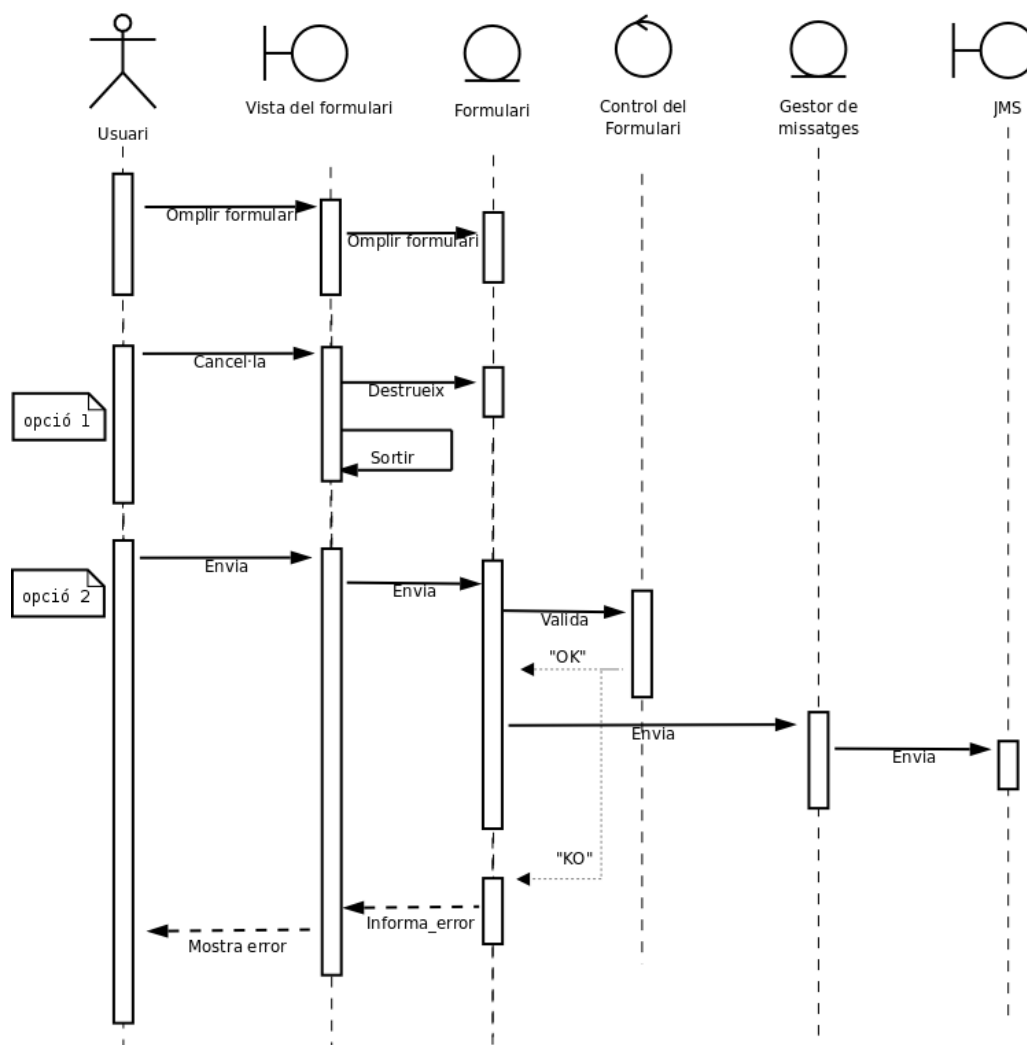 Usuari
Vista del formulari
Formulari
Control del
Formulari
Gestor de
missatges
JMS
Omplir formulari
Omplir formulari
Cancel·la
Destrueix
opció 1
Sortir
Envia
Envia
opció 2
Valida
"OK"
Envia
Envia
"KO"
Informa_error
Mostra error